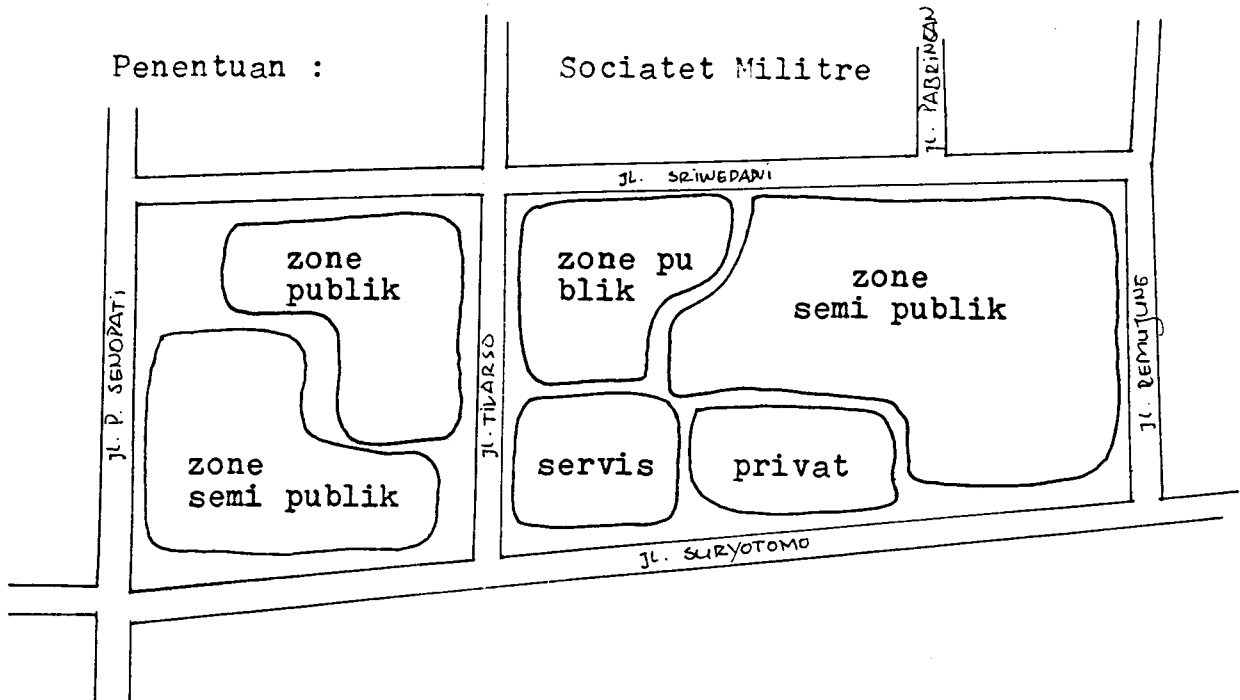 Penentuan :
Sociatet Militre
JL. PABRINGAN
JL. SRIWEDANI
zone
publik
zone pu
blik
zone
semi publik
JL. P. SENOPATI
JL. TIVARSO
zone
semi publik
servis
privat
JL. REMUJUNG
JL. SURYOTOMO